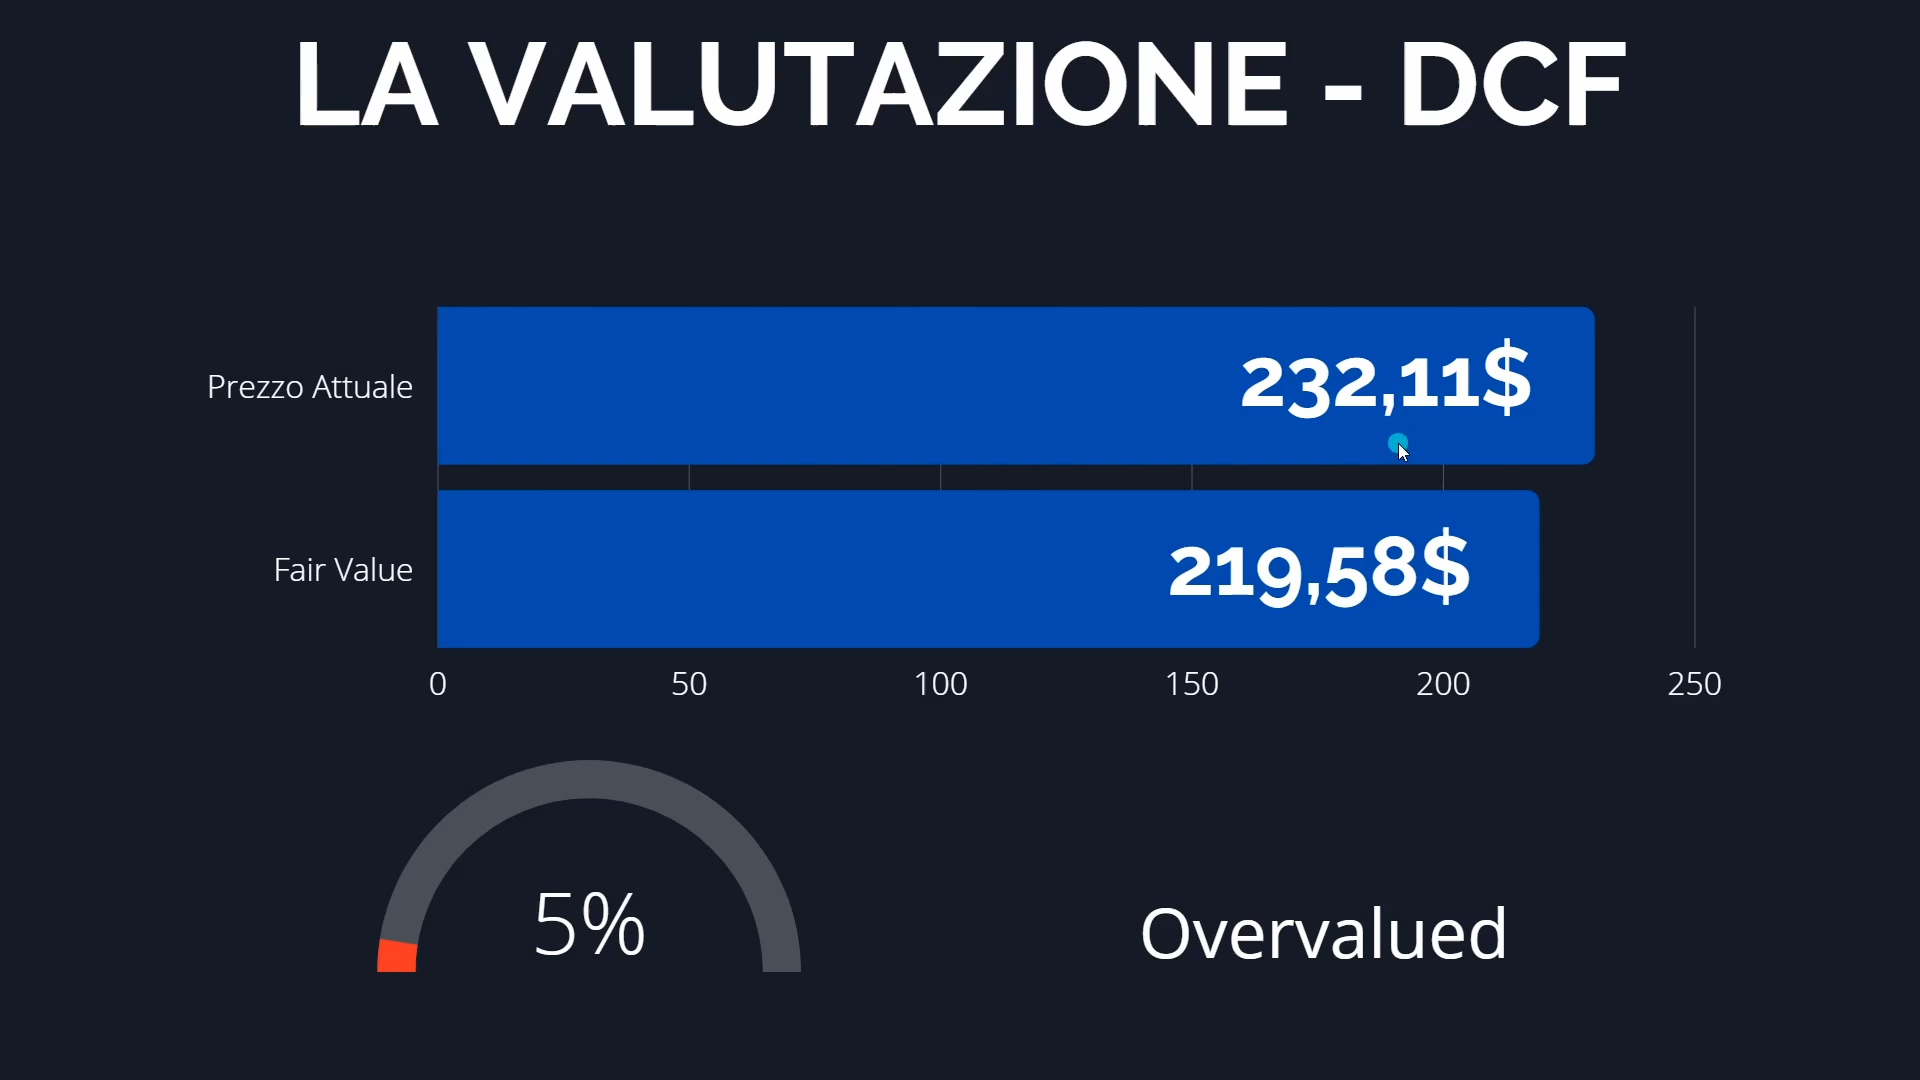 LA VALUTAZIONE - DCF
Prezzo Attuale
232,11$
Fair Value
219,58$
0 50 100 150 200 250
5%
Overvalued